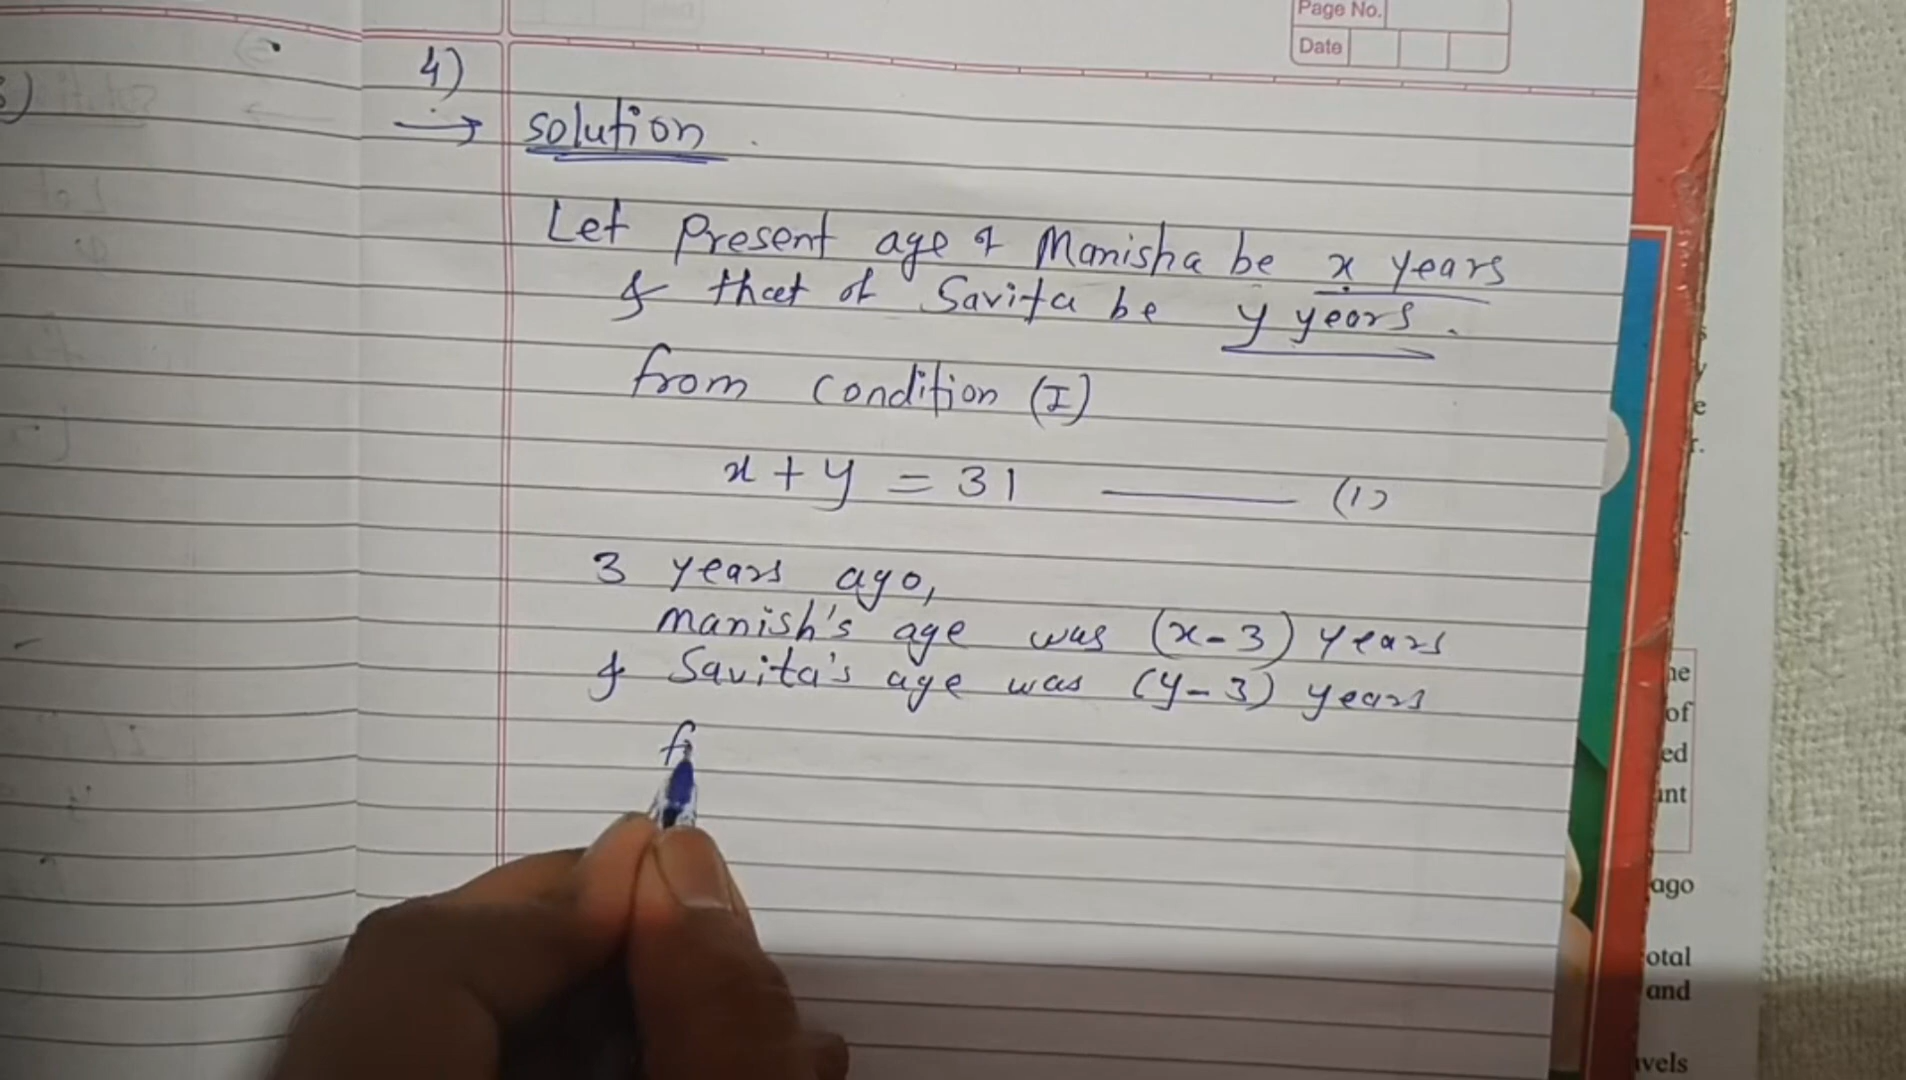 Page No.
Date
4)
→ solution
Let Present age of Manisha be x years
& that of Savita be y years.
from condition (I)
x + y = 31 ——— (1)
3 years ago,
Manish's age was (x-3) years
& Savita's age was (y-3) years
f
of
ago
and